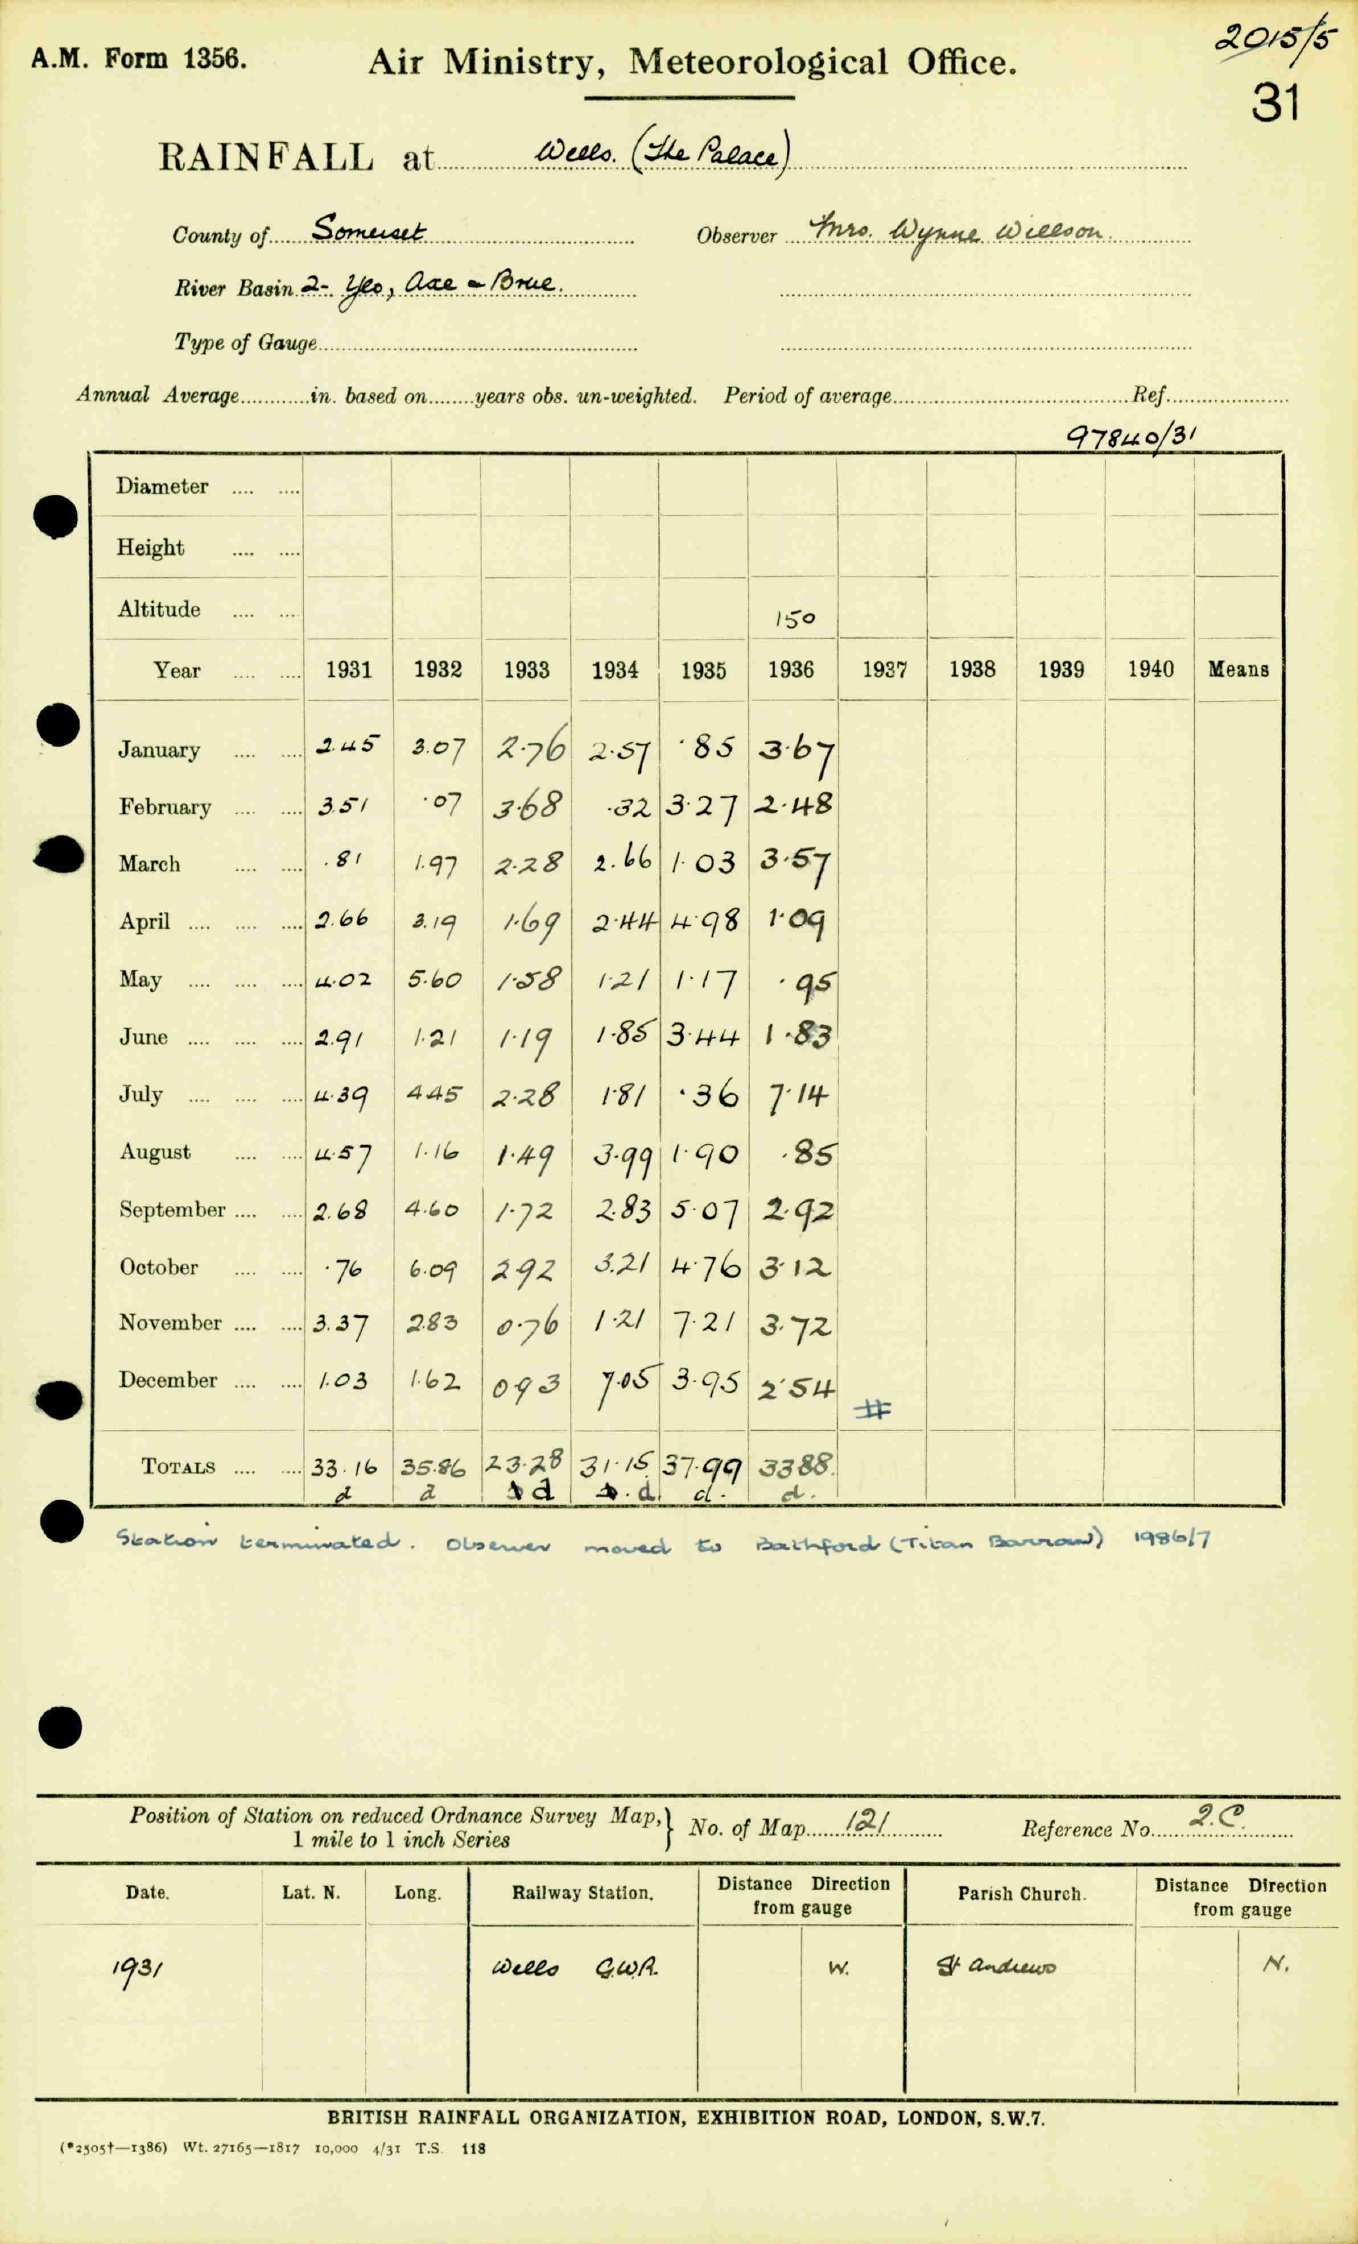 2015/5
A.M. Form 1356. Air Ministry, Meteorological Office.
31
RAINFALL at Wells. (The Palace)
County of Somerset Observer Mrs. Wynne Willson.
River Basin 2- Yeo, Axe & Brue.
Type of Gauge
Annual Average in. based on years obs. un-weighted. Period of average Ref.
97840/31
Diameter
Height
Altitude 150
Year 1931 1932 1933 1934 1935 1936 1937 1938 1939 1940 Means
January 2.45 3.07 2.76 2.57 .85 3.67
February 3.51 .07 3.68 .32 3.27 2.48
March .81 1.97 2.28 2.66 1.03 3.57
April 2.66 3.19 1.69 2.44 4.98 1.09
May 4.02 5.60 1.58 1.21 1.17 .95
June 2.91 1.21 1.19 1.85 3.44 1.83
July 4.39 4.45 2.28 1.81 .36 7.14
August 4.57 1.16 1.49 3.99 1.90 .85
September 2.68 4.60 1.72 2.83 5.07 2.92
October .76 6.09 2.92 3.21 4.76 3.12
November 3.37 2.83 0.76 1.21 7.21 3.72
December 1.03 1.62 0.93 7.05 3.95 2.54
TOTALS 33.16 35.86 23.28 31.15 37.99 33.88
d d d d d. d.
Station terminated. Observer moved to Bathford (Titan Barrow) 1986/7
Position of Station on reduced Ordnance Survey Map, No. of Map 121 Reference No. 2.C.
1 mile to 1 inch Series
Date. Lat. N. Long. Railway Station. Distance Direction from gauge Parish Church. Distance Direction from gauge
1931 Wells G.W.R. W. St Andrews N.
BRITISH RAINFALL ORGANIZATION, EXHIBITION ROAD, LONDON, S.W.7.
(*2505†—1386) Wt. 27165—1817 10,000 4/31 T.S. 118